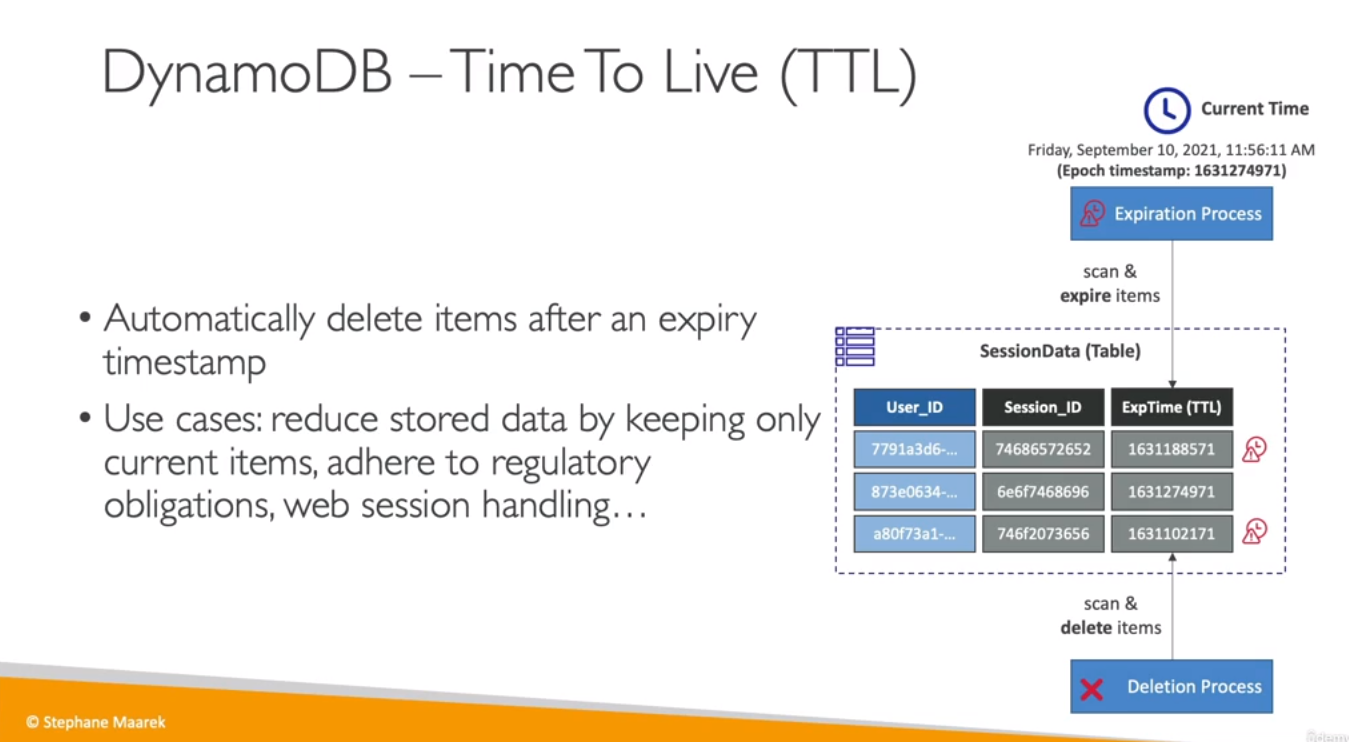 DynamoDB – Time To Live (TTL)
Current Time
Friday, September 10, 2021, 11:56:11 AM
(Epoch timestamp: 1631274971)
Expiration Process
scan &
expire items
• Automatically delete items after an expiry
timestamp
• Use cases: reduce stored data by keeping only
current items, adhere to regulatory
obligations, web session handling…
SessionData (Table)
User_ID Session_ID ExpTime (TTL)
7791a3d6-... 74686572652 1631188571
873e0634-... 6e6f7468696 1631274971
a80f73a1-... 746f2073656 1631102171
scan &
delete items
Deletion Process
© Stephane Maarek
ûdemy